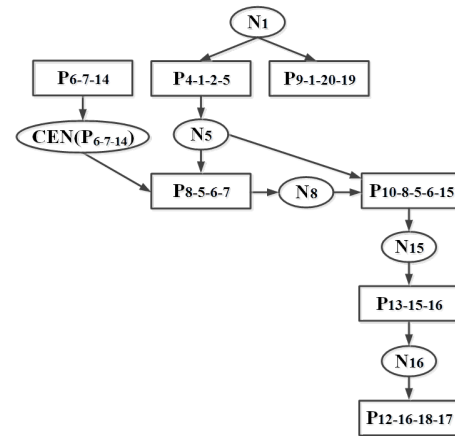 N1
P6-7-14
P4-1-2-5
P9-1-20-19
CEN(P6-7-14)
N5
P8-5-6-7
N8
P10-8-5-6-15
N15
P13-15-16
N16
P12-16-18-17